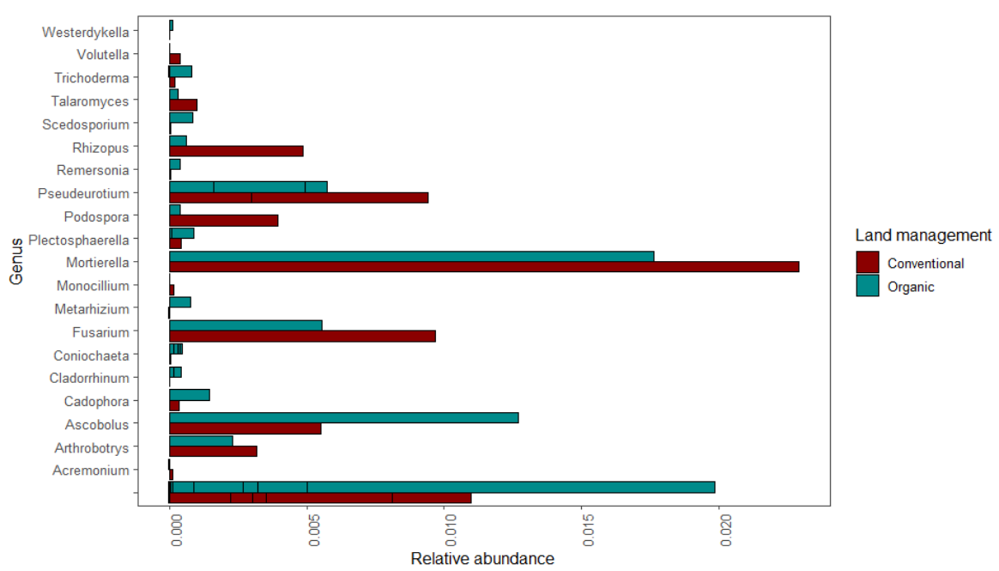 Westerdykella
Volutella
Trichoderma
Talaromyces
Scedosporium
Rhizopus
Remersonia
Pseudeurotium
Podospora
Plectosphaerella
Mortierella
Monocillium
Metarhizium
Fusarium
Coniochaeta
Cladorrhinum
Cadophora
Ascobolus
Arthrobotrys
Acremonium
Genus
0.000
0.005
0.010
0.015
0.020
Relative abundance
Land management
Conventional
Organic